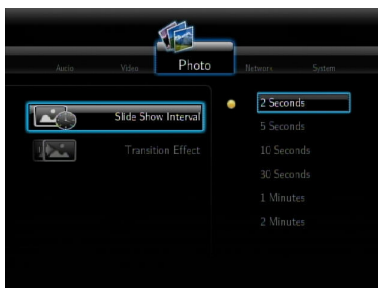 Audio Video Photo Network System
Slide Show Interval
Transition Effect
2 Seconds
5 Seconds
10 Seconds
30 Seconds
1 Minutes
2 Minutes